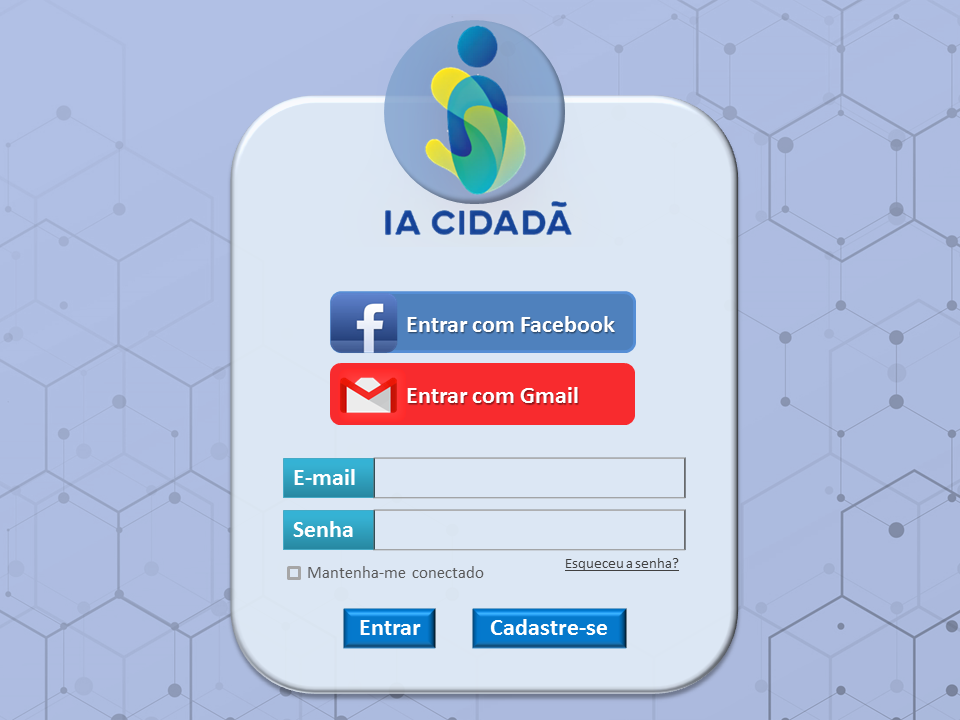 IA CIDADÃ
Entrar com Facebook
Entrar com Gmail
E-mail
Senha
Esqueceu a senha?
Mantenha-me conectado
Entrar
Cadastre-se